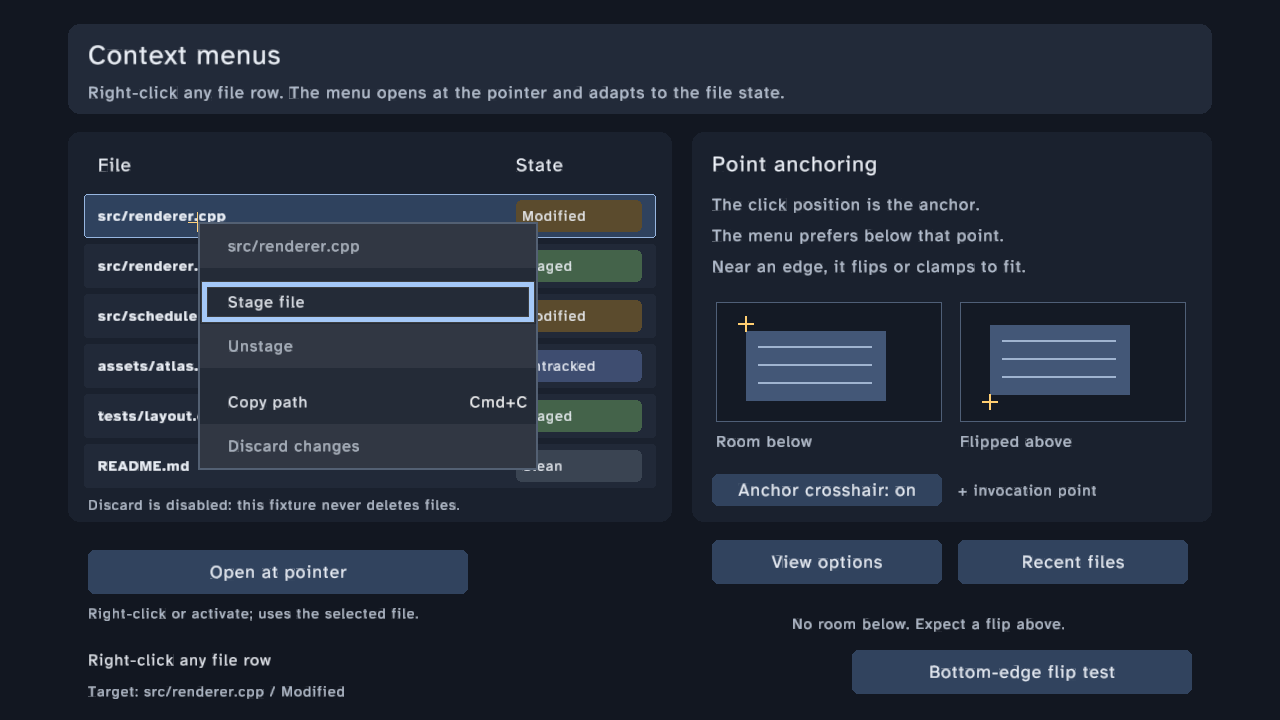 Context menus
Right-click any file row. The menu opens at the pointer and adapts to the file state.
File State
src/renderer.cpp Modified
src/renderer.
src/schedule
assets/atlas.
tests/layout.
README.md
src/renderer.cpp
Stage file
Unstage
Copy path Cmd+C
Discard changes
Discard is disabled: this fixture never deletes files.
Point anchoring
The click position is the anchor.
The menu prefers below that point.
Near an edge, it flips or clamps to fit.
Room below Flipped above
Anchor crosshair: on + invocation point
Open at pointer
Right-click or activate; uses the selected file.
Right-click any file row
Target: src/renderer.cpp / Modified
View options Recent files
No room below. Expect a flip above.
Bottom-edge flip test